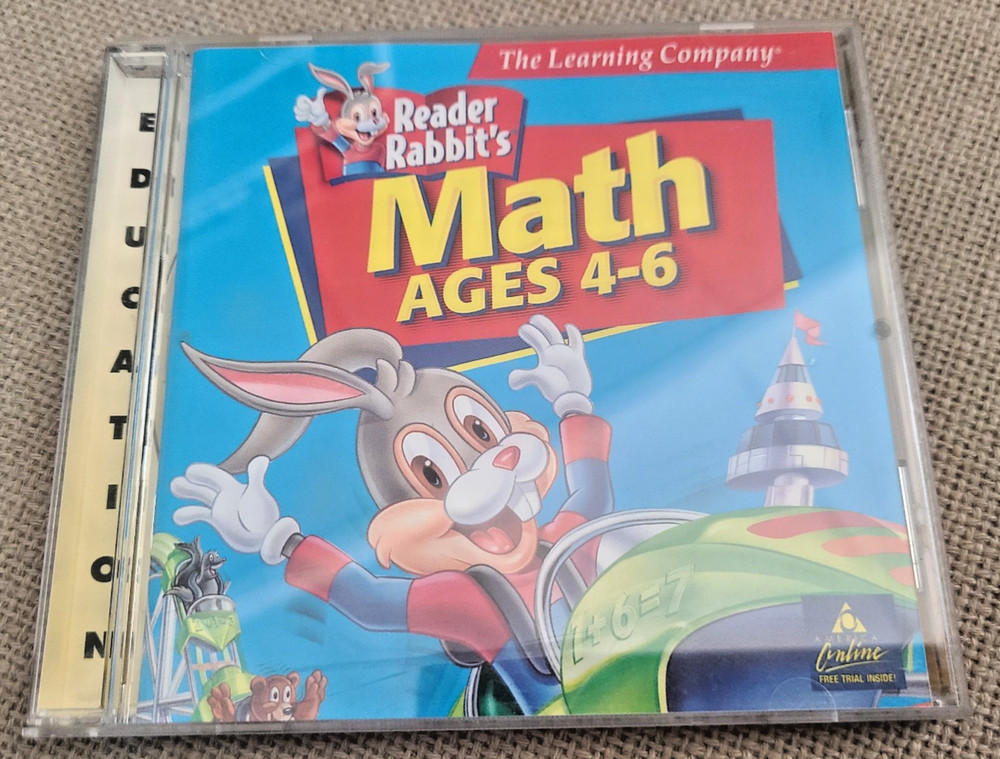 EDUCATION
The Learning Company®
Reader
Rabbit's
Math
AGES 4-6
1+6=7
AMERICA
Online
FREE TRIAL INSIDE!